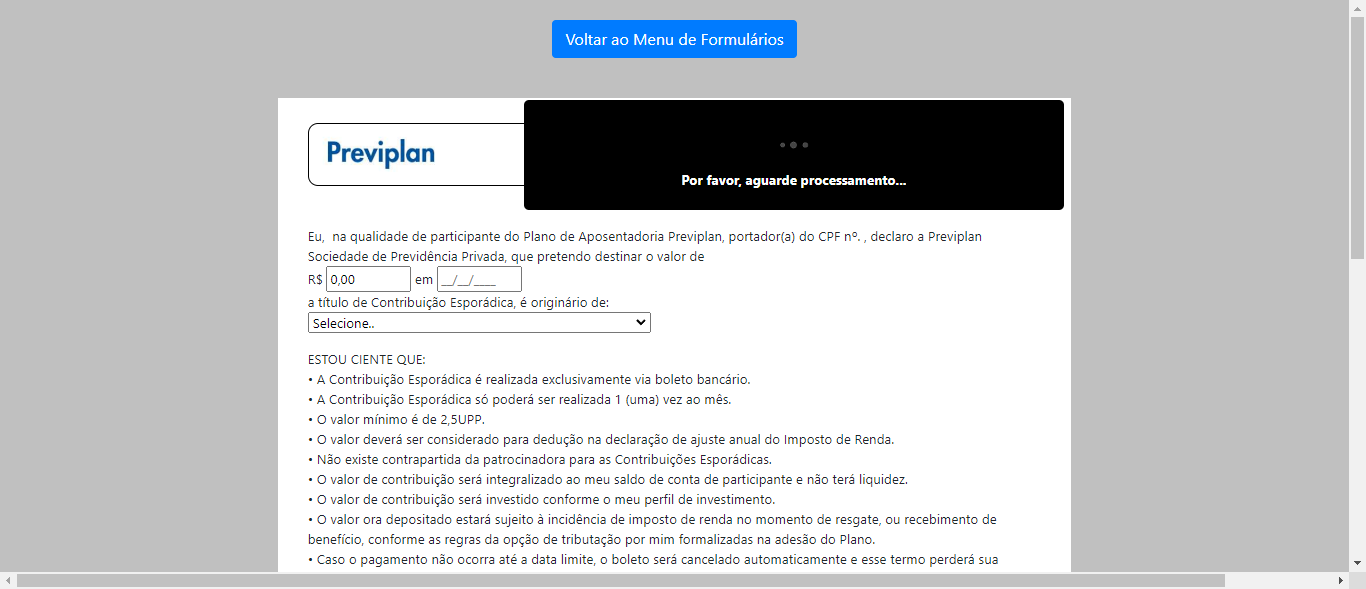 Voltar ao Menu de Formulários
Previplan
Por favor, aguarde processamento...
Eu,  na qualidade de participante do Plano de Aposentadoria Previplan, portador(a) do CPF nº. , declaro a Previplan
Sociedade de Previdência Privada, que pretendo destinar o valor de
R$ 0,00 em __/__/____
a título de Contribuição Esporádica, é originário de:
Selecione..
ESTOU CIENTE QUE:
• A Contribuição Esporádica é realizada exclusivamente via boleto bancário.
• A Contribuição Esporádica só poderá ser realizada 1 (uma) vez ao mês.
• O valor mínimo é de 2,5UPP.
• O valor deverá ser considerado para dedução na declaração de ajuste anual do Imposto de Renda.
• Não existe contrapartida da patrocinadora para as Contribuições Esporádicas.
• O valor de contribuição será integralizado ao meu saldo de conta de participante e não terá liquidez.
• O valor de contribuição será investido conforme o meu perfil de investimento.
• O valor ora depositado estará sujeito à incidência de imposto de renda no momento de resgate, ou recebimento de
benefício, conforme as regras da opção de tributação por mim formalizadas na adesão do Plano.
• Caso o pagamento não ocorra até a data limite, o boleto será cancelado automaticamente e esse termo perderá sua